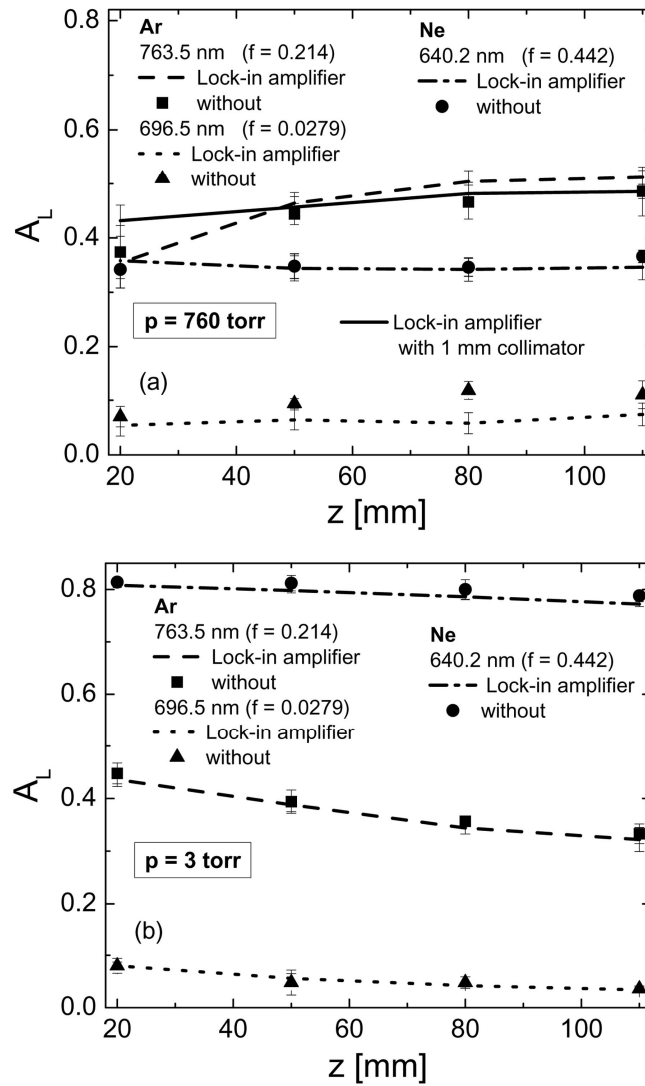 0.8
0.6
0.4
0.2
0.0
A_L
Ar
763.5 nm (f = 0.214)
Lock-in amplifier
without
696.5 nm (f = 0.0279)
Lock-in amplifier
without
Ne
640.2 nm (f = 0.442)
Lock-in amplifier
without
p = 760 torr
Lock-in amplifier
with 1 mm collimator
(a)
20 40 60 80 100
z [mm]
0.8
0.6
0.4
0.2
0.0
A_L
Ar
763.5 nm (f = 0.214)
Lock-in amplifier
without
696.5 nm (f = 0.0279)
Lock-in amplifier
without
Ne
640.2 nm (f = 0.442)
Lock-in amplifier
without
p = 3 torr
(b)
20 40 60 80 100
z [mm]